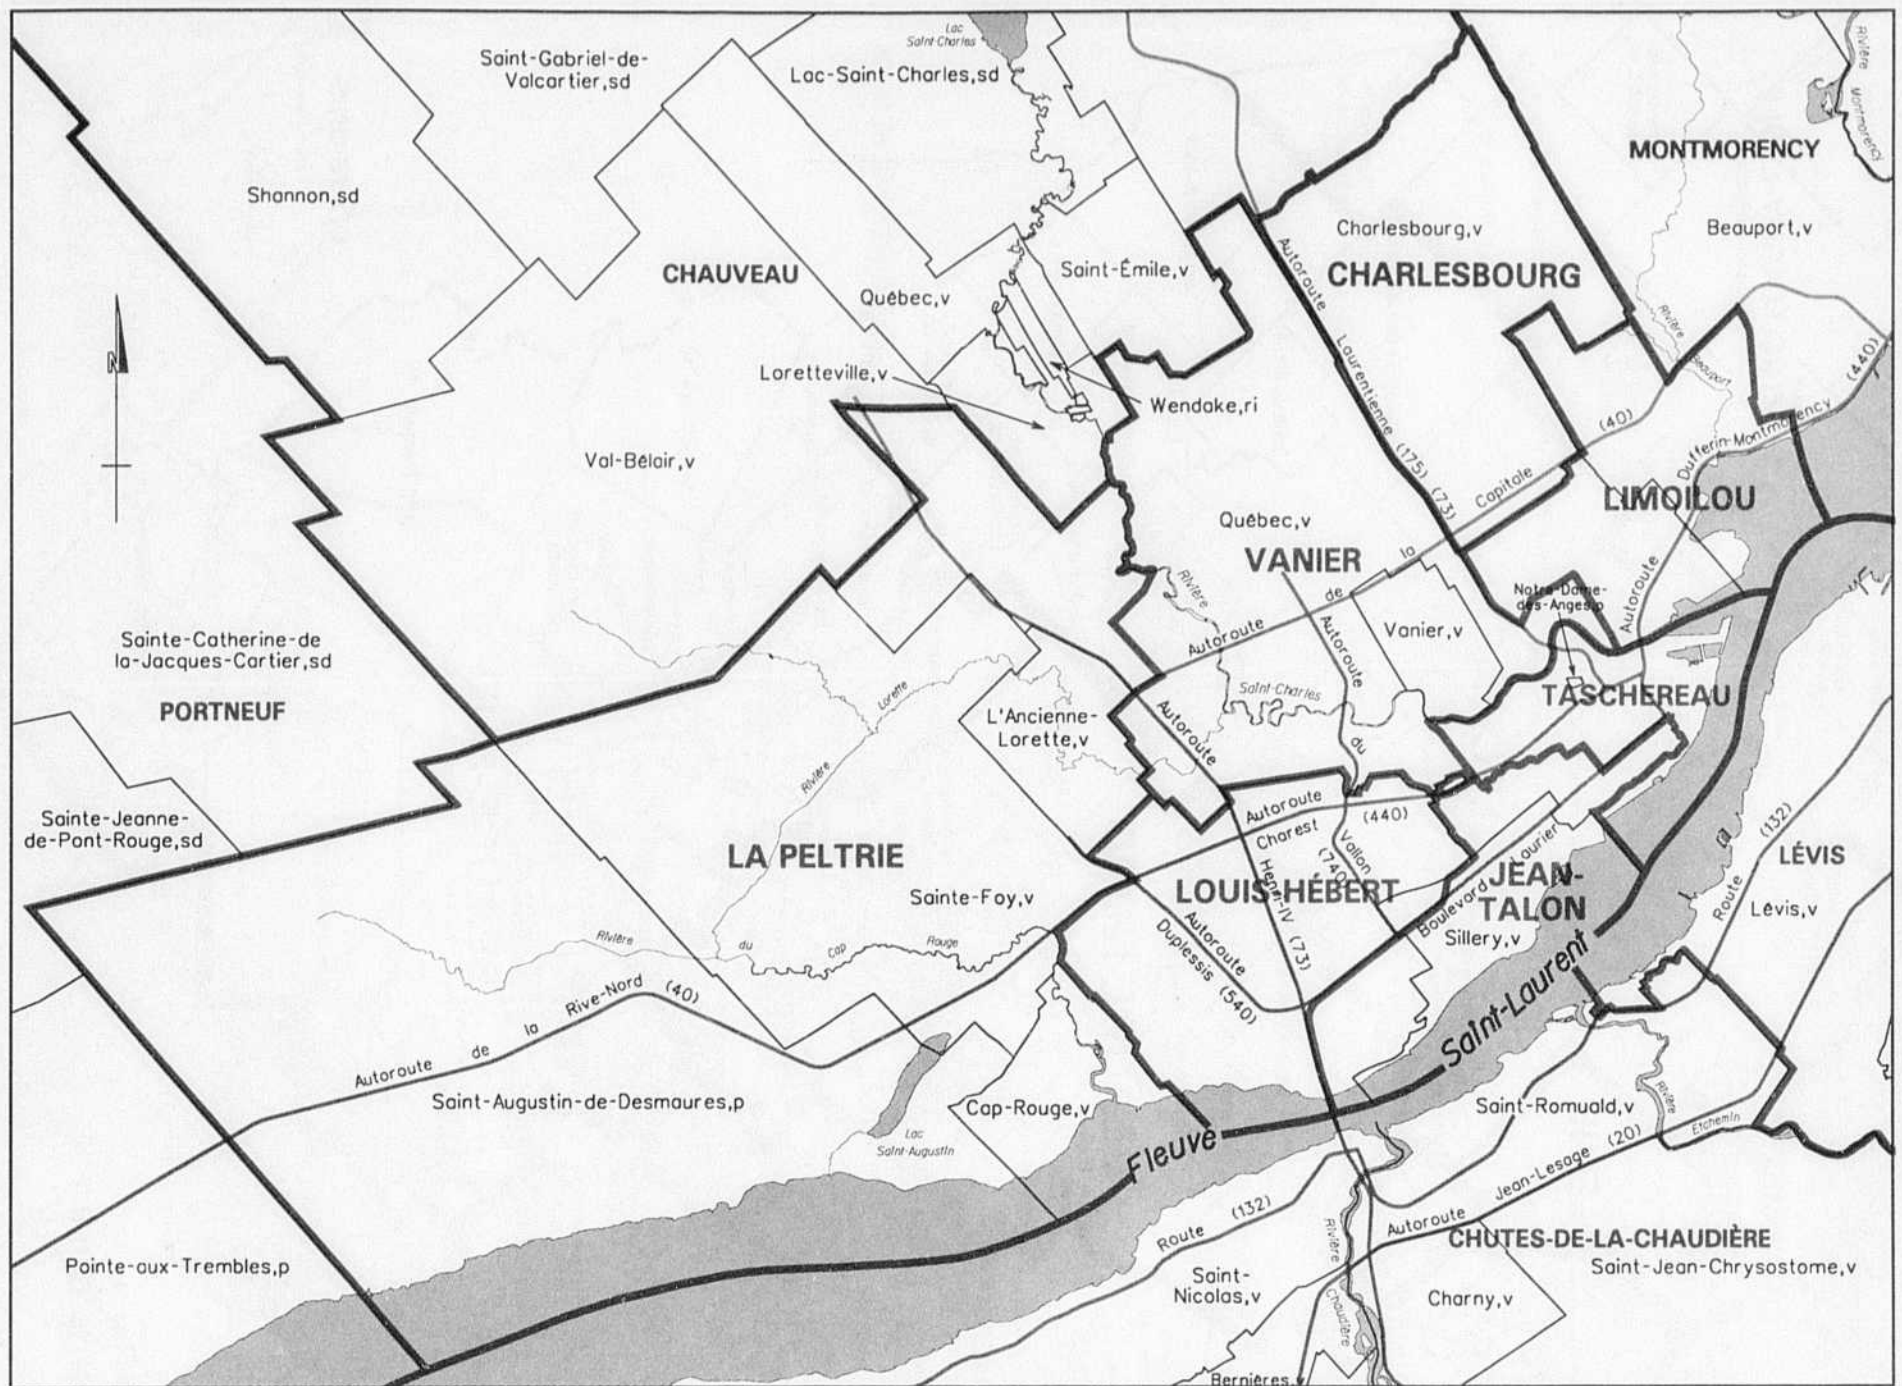 Lac
Saint-Charles
Saint-Gabriel-de-
Valcartier,sd
Lac-Saint-Charles,sd
Rivière
Montmorency
MONTMORENCY
Shannon,sd
Charlesbourg,v
Beauport,v
CHAUVEAU
Saint-Émile,v
CHARLESBOURG
Québec,v
Autoroute
Laurentienne
(175)
(73)
Rivière
Beauport
N
Loretteville,v
Wendake,ri
(440)
(40)
Dufferin-Montmorency
Val-Bélair,v
Capitale
LIMOILOU
Québec,v
VANIER
la
de
Autoroute
Rivière
Notre-Dame-
des-Anges,p
Autoroute
Vanier,v
Autoroute
du
Vallon
(740)
Sainte-Catherine-de
la-Jacques-Cartier,sd
PORTNEUF
Lorette
Rivière
Saint-Charles
TASCHEREAU
L'Ancienne-
Lorette,v
Autoroute
Henri-IV
(73)
Sainte-Jeanne-
de-Pont-Rouge,sd
Autoroute
Charest
(440)
Route
(132)
LÉVIS
LA PELTRIE
Sainte-Foy,v
LOUIS-HÉBERT
JEAN-
TALON
Boulevard
Laurier
Sillery,v
Lévis,v
Autoroute
Duplessis
(540)
Rivière
du
Cap
Rouge
Autoroute
de
la
Rive-Nord
(40)
Saint-Augustin-de-Desmaures,p
Cap-Rouge,v
Lac
Saint-Augustin
Fleuve
Saint-Laurent
Saint-Romuald,v
Rivière
Etchemin
Jean-Lesage
(20)
Autoroute
Route
(132)
Pointe-aux-Trembles,p
CHUTES-DE-LA-CHAUDIÈRE
Saint-Jean-Chrysostome,v
Saint-
Nicolas,v
Rivière
Chaudière
Charny,v
Bernières,v